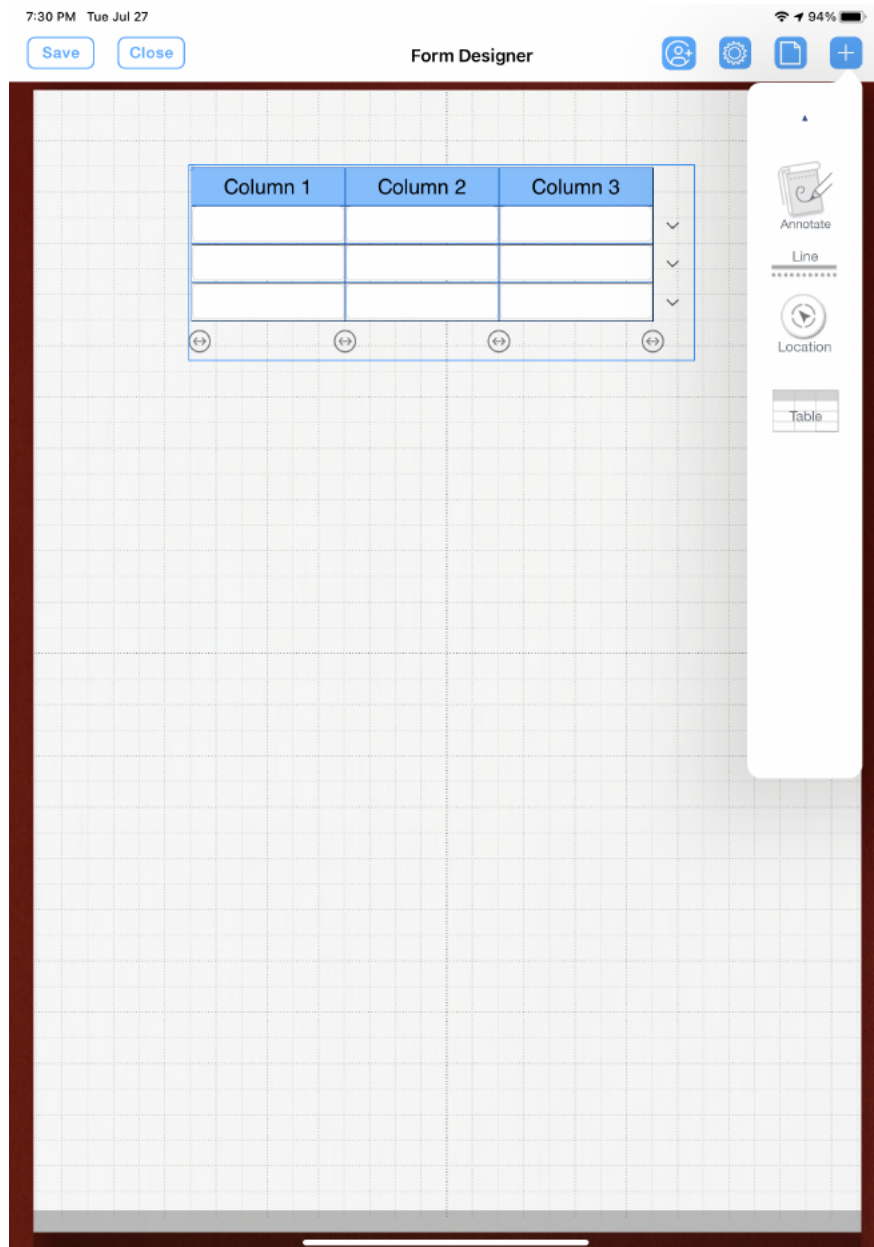 7:30 PM Tue Jul 27
94%
Save
Close
Form Designer
Column 1
Column 2
Column 3
Annotate
Line
Location
Table